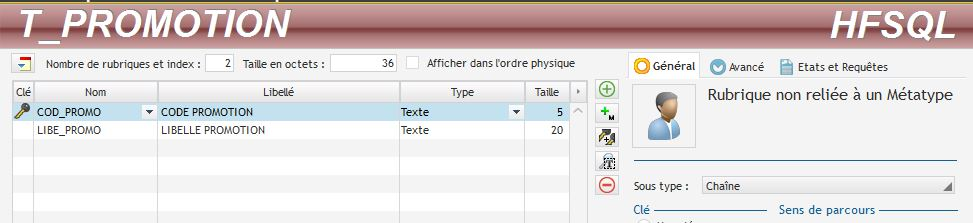 T_PROMOTION HFSQL
Nombre de rubriques et index : 2 Taille en octets : 36 Afficher dans l'ordre physique
Général Avancé Etats et Requêtes
Clé Nom Libellé Type Taille
COD_PROMO CODE PROMOTION Texte 5
LIBE_PROMO LIBELLE PROMOTION Texte 20
M
Rubrique non reliée à un Métatype
Sous type : Chaîne
Clé Sens de parcours